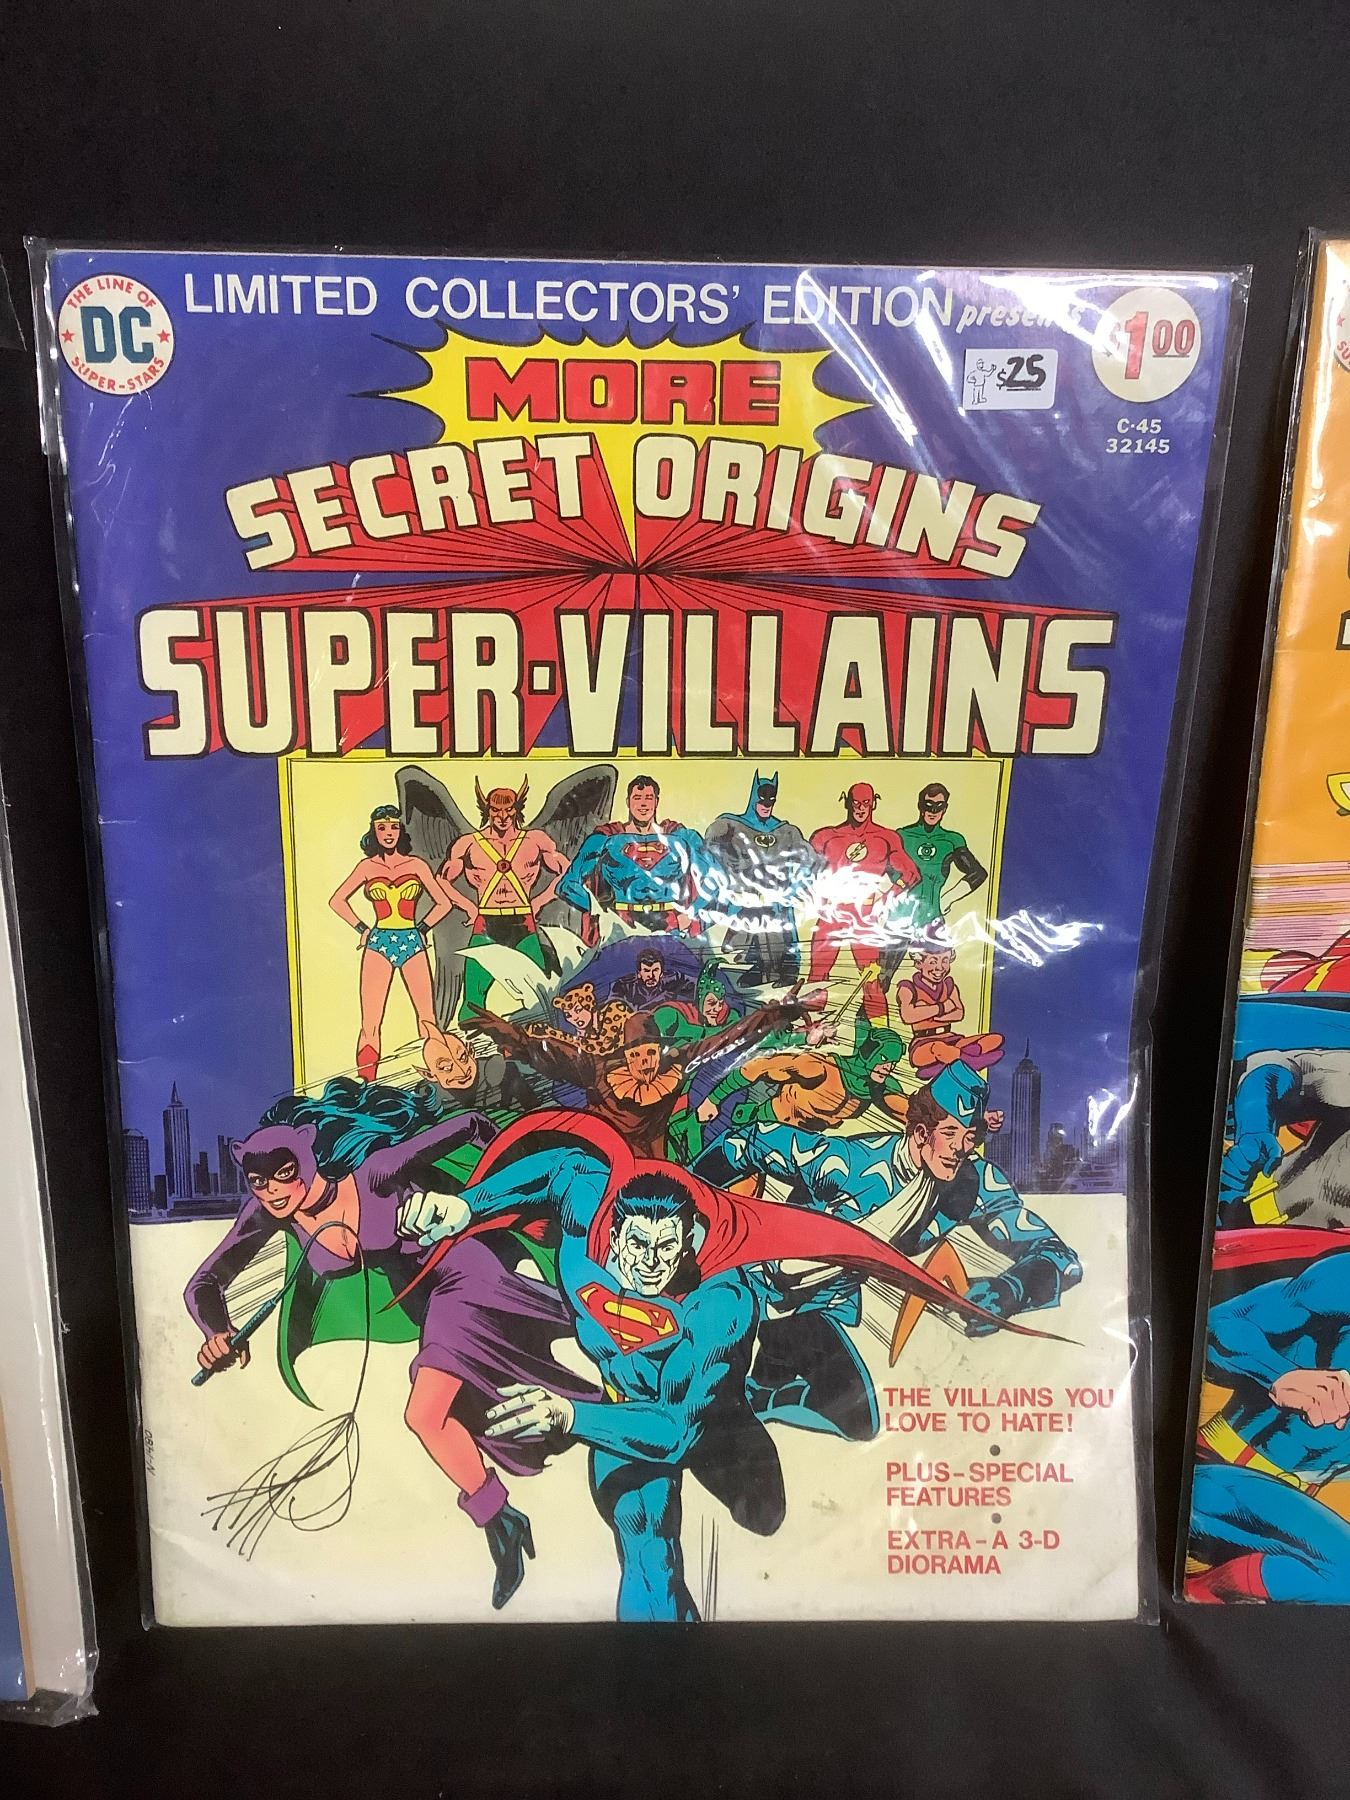 THE LINE OF
DC
SUPER-STARS
LIMITED COLLECTORS' EDITION presents
$1.00
$25
C-45
32145
MORE
SECRET ORIGINS
SUPER-VILLAINS
THE VILLAINS YOU
LOVE TO HATE!
•
PLUS-SPECIAL
FEATURES
•
EXTRA-A 3-D
DIORAMA